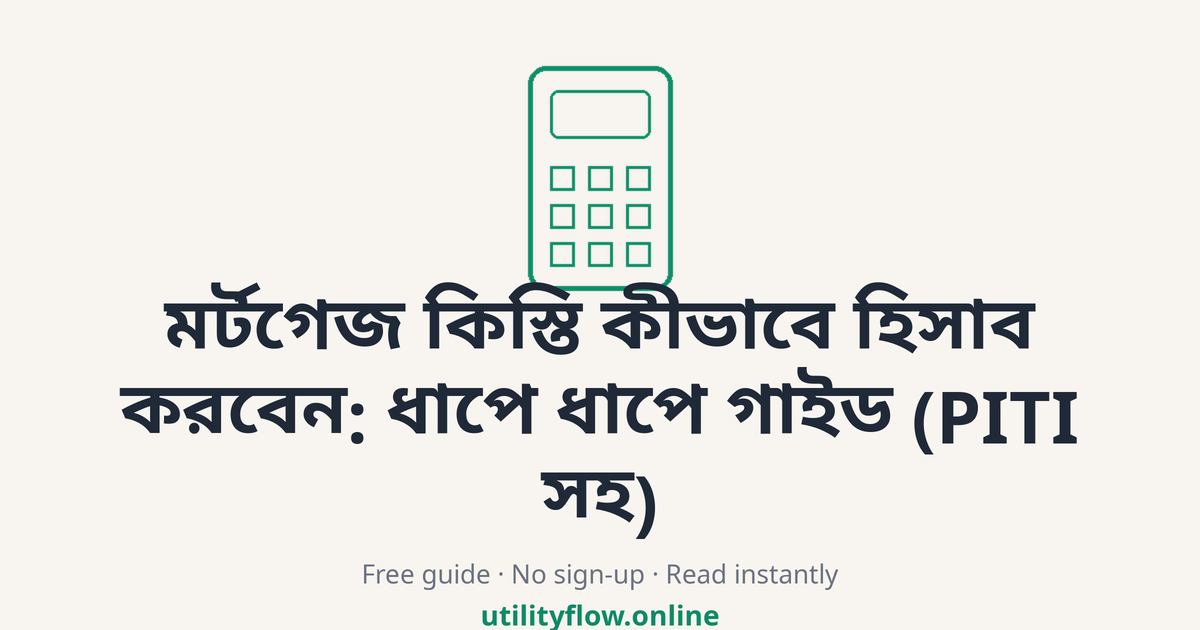 মর্টগেজ কিস্তি কীভাবে হিসাব
করবেন: ধাপে ধাপে গাইড (PITI
সহ)
Free guide · No sign-up · Read instantly
utilityflow.online